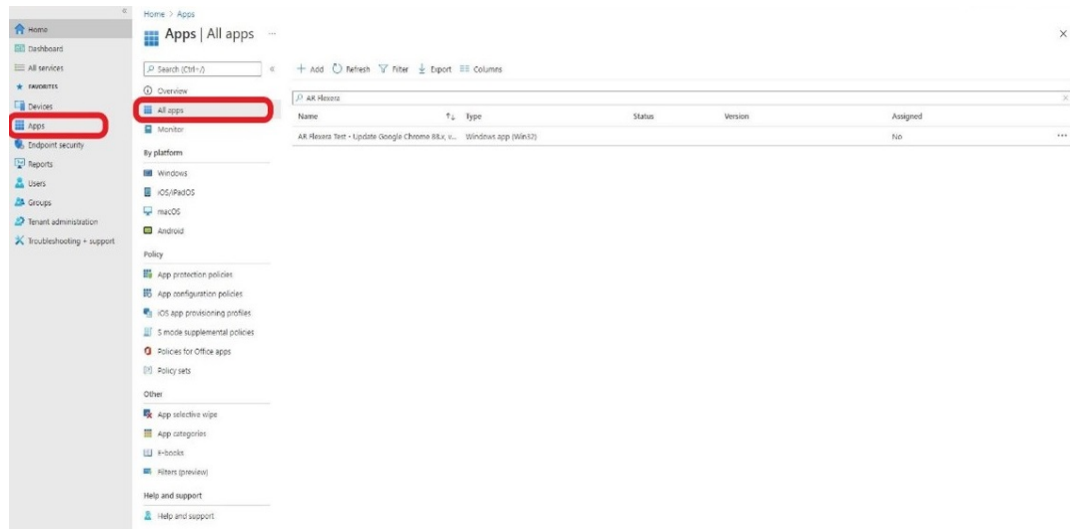 «
Home
Dashboard
All services
FAVORITES
Devices
Apps
Endpoint security
Reports
Users
Groups
Tenant administration
Troubleshooting + support
Home > Apps
Apps | All apps ...
×
Search (Ctrl+/)
«
Overview
All apps
Monitor
By platform
Windows
iOS/iPadOS
macOS
Android
Policy
App protection policies
App configuration policies
iOS app provisioning profiles
S mode supplemental policies
Policies for Office apps
Policy sets
Other
App selective wipe
App categories
E-books
Filters (preview)
Help and support
Help and support
+ Add Refresh Filter Export Columns
AR Flexera ×
Name ↑↓ Type Status Version Assigned
AR Flexera Test - Update Google Chrome 88.x, v... Windows app (Win32) No ...